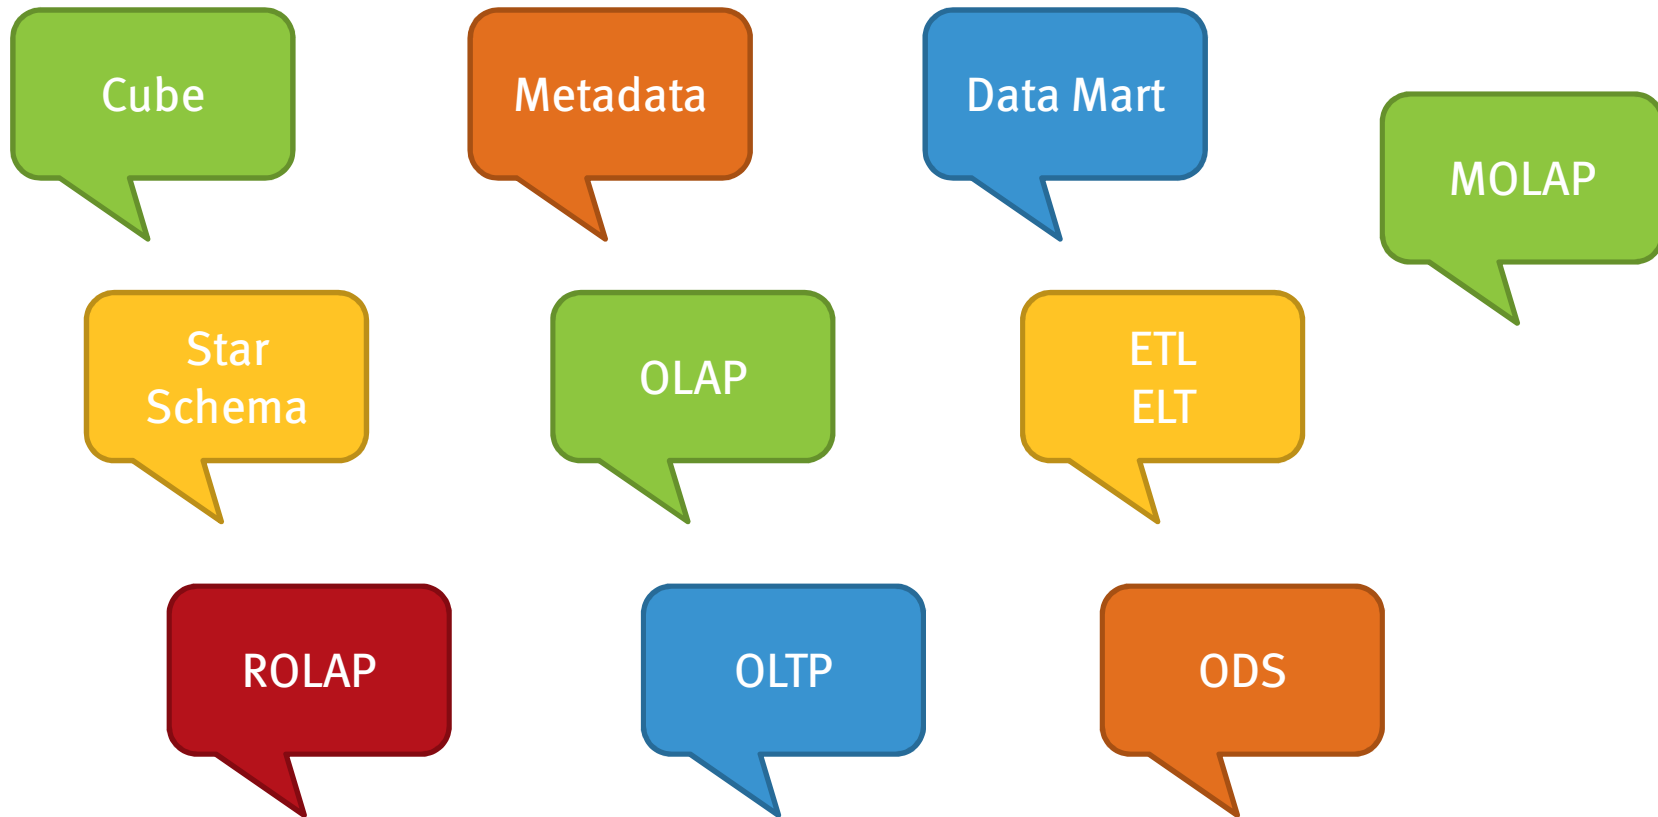 Cube
Metadata
Data Mart
MOLAP
Star
Schema
OLAP
ETL
ELT
ROLAP
OLTP
ODS